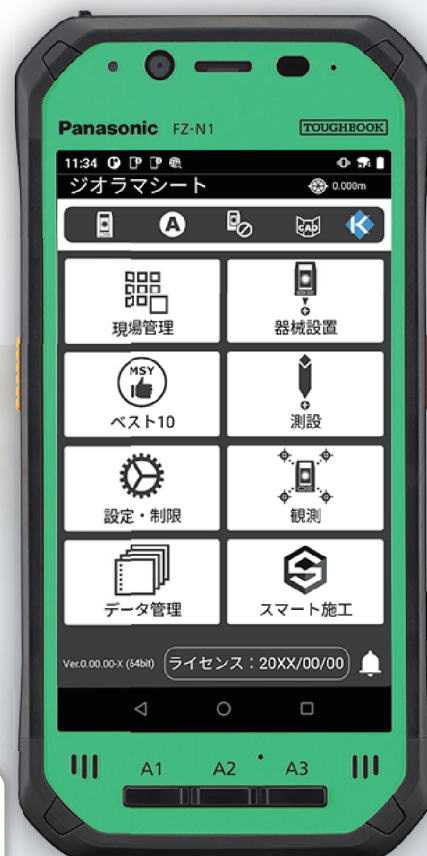 Panasonic FZ-N1 TOUGHBOOK
11:34
ジオラマシート 0.000m
A CAD K
現場管理 器械設置
MSY
ベスト10 測設
設定・制限 観測
データ管理 スマート施工
Ver.0.00.00-X (64bit) ライセンス:20XX/00/00
A1 A2 A3